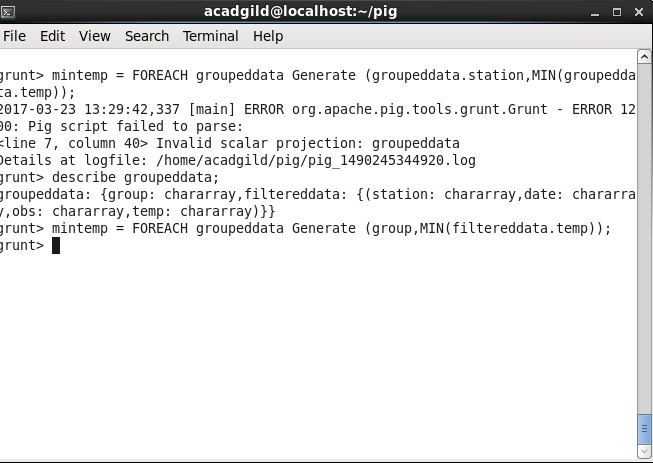 acadgild@localhost:~/pig
File Edit View Search Terminal Help
grunt> mintemp = FOREACH groupeddata Generate (groupeddata.station,MIN(groupedda
ta.temp));
2017-03-23 13:29:42,337 [main] ERROR org.apache.pig.tools.grunt.Grunt - ERROR 12
00: Pig script failed to parse:
<line 7, column 40> Invalid scalar projection: groupeddata
Details at logfile: /home/acadgild/pig/pig_1490245344920.log
grunt> describe groupeddata;
groupeddata: {group: chararray,filtereddata: {(station: chararray,date: chararra
y,obs: chararray,temp: chararray)}}
grunt> mintemp = FOREACH groupeddata Generate (group,MIN(filtereddata.temp));
grunt>